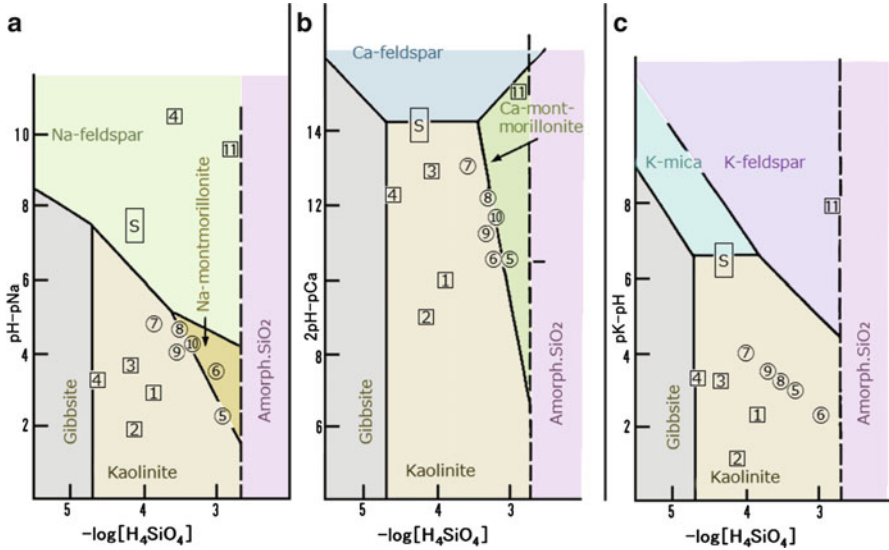 a
b
c
Ca-feldspar
4
11
11
Ca-mont-
morillonite
10
Na-feldspar
14
S
K-mica
K-feldspar
11
S
7
3
4
12
8
10
9
8
8
S
6
5
1
10
2
6
S
pH-pNa
6
Na-montmorillonite
2pH-pCa
pK-pH
7
8
10
9
4
3
4
6
1
2
5
2
8
6
Amorph.SiO2
4
7
4
3
9
8
5
1
6
2
2
Gibbsite
Kaolinite
Amorph.SiO₂
Gibbsite
Kaolinite
Amorph.SiO₂
Gibbsite
Kaolinite
5 4 3
5 4 3
5 4 3
-log[H₄SiO₄]
-log[H₄SiO₄]
-log[H₄SiO₄]